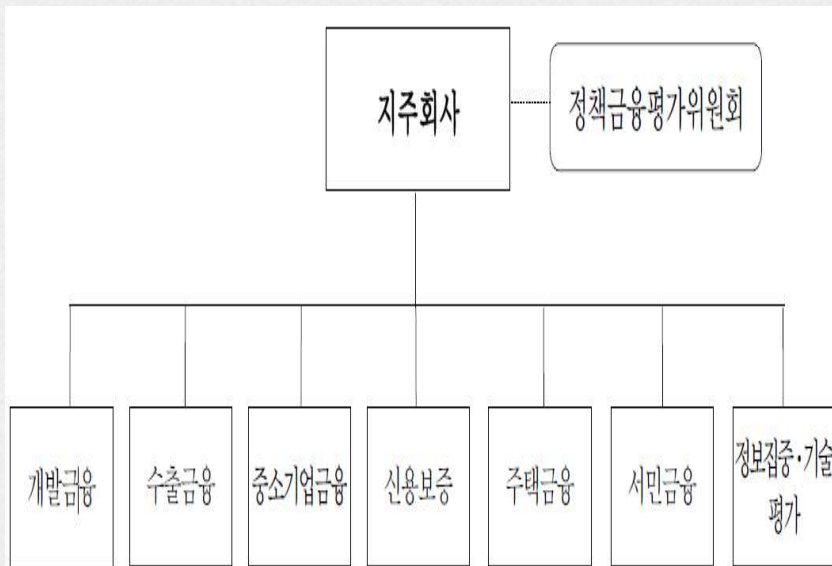 지주회사
정책금융평가위원회
개발금융
수출금융
중소기업금융
신용보증
주택금융
서민금융
정보집중·기술
평가